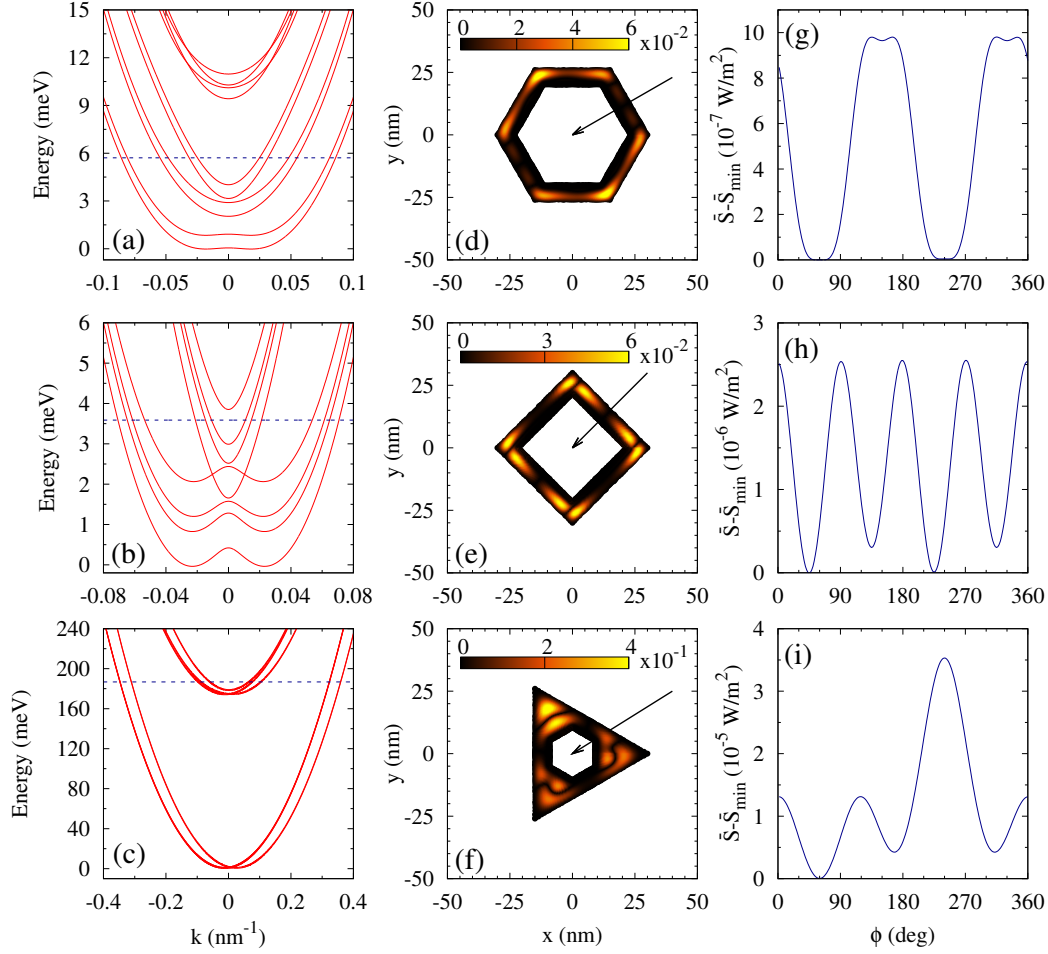 15
12
9
6
3
0
Energy (meV)
(a)
-0.1 -0.05 0 0.05 0.1
50
25
0
-25
-50
y (nm)
0 2 4 6 x10-2
(d)
-50 -25 0 25 50
10
8
6
4
2
0
S̄-S̄min (10-7 W/m2)
(g)
0 90 180 270 360
6
5
4
3
2
1
0
Energy (meV)
(b)
-0.08 -0.04 0 0.04 0.08
50
25
0
-25
-50
y (nm)
0 3 6 x10-2
(e)
-50 -25 0 25 50
3
2
1
0
S̄-S̄min (10-6 W/m2)
(h)
0 90 180 270 360
240
200
160
120
80
40
0
Energy (meV)
(c)
-0.4 -0.2 0 0.2 0.4
k (nm-1)
50
25
0
-25
-50
y (nm)
0 2 4 x10-1
(f)
-50 -25 0 25 50
x (nm)
4
3
2
1
0
S̄-S̄min (10-5 W/m2)
(i)
0 90 180 270 360
ϕ (deg)